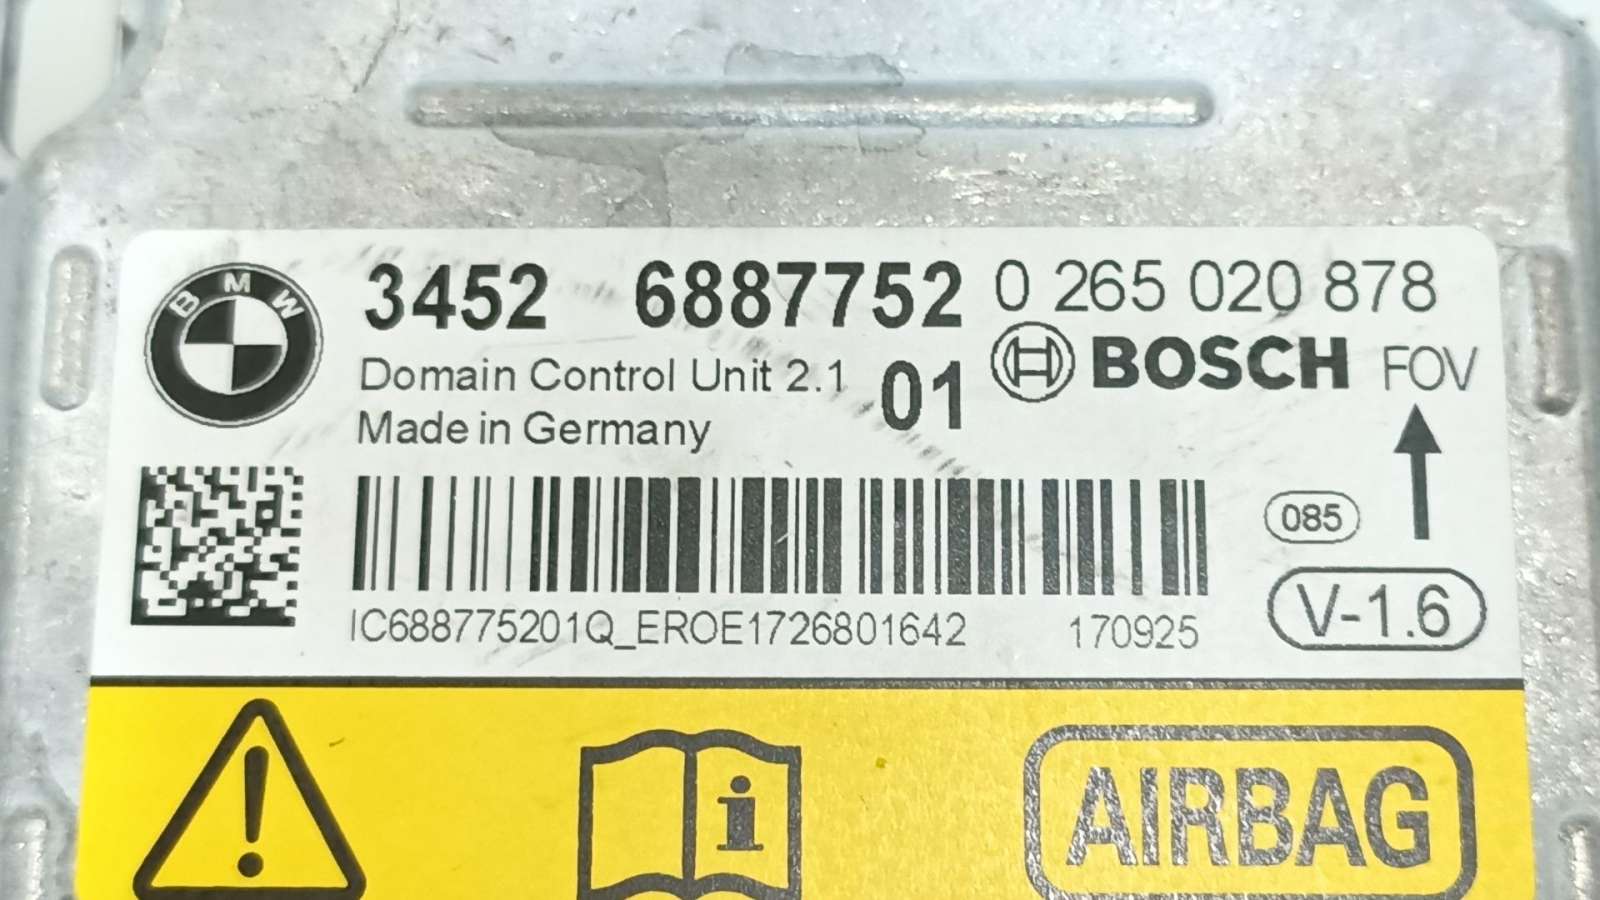 BMW
3452 6887752
0 265 020 878
Domain Control Unit 2.1
01
BOSCH
FOV
Made in Germany
085
IC688775201Q_EROE1726801642
170925
V-1.6
i
AIRBAG